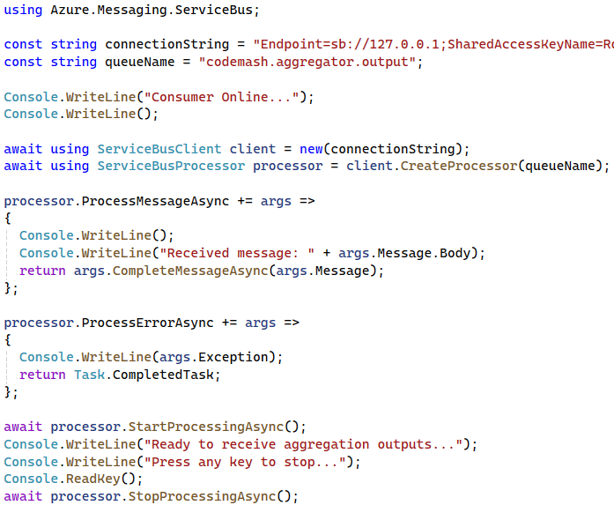 using Azure.Messaging.ServiceBus;
const string connectionString = "Endpoint=sb://127.0.0.1;SharedAccessKeyName=Ro
const string queueName = "codemash.aggregator.output";
Console.WriteLine("Consumer Online...");
Console.WriteLine();
await using ServiceBusClient client = new(connectionString);
await using ServiceBusProcessor processor = client.CreateProcessor(queueName);
processor.ProcessMessageAsync += args =>
{
  Console.WriteLine();
  Console.WriteLine("Received message: " + args.Message.Body);
  return args.CompleteMessageAsync(args.Message);
};
processor.ProcessErrorAsync += args =>
{
  Console.WriteLine(args.Exception);
  return Task.CompletedTask;
};
await processor.StartProcessingAsync();
Console.WriteLine("Ready to receive aggregation outputs...");
Console.WriteLine("Press any key to stop...");
Console.ReadKey();
await processor.StopProcessingAsync();